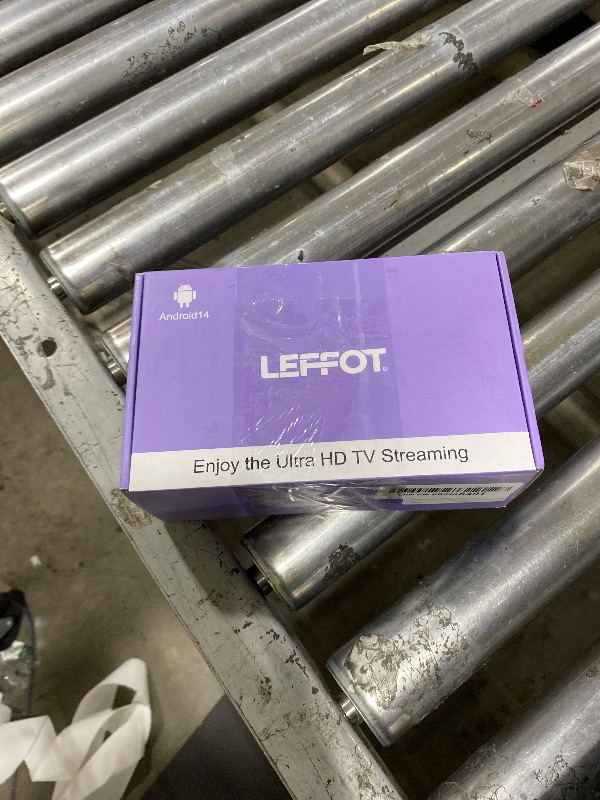 Android14
LEFFOT
Enjoy the Ultra HD TV Streaming